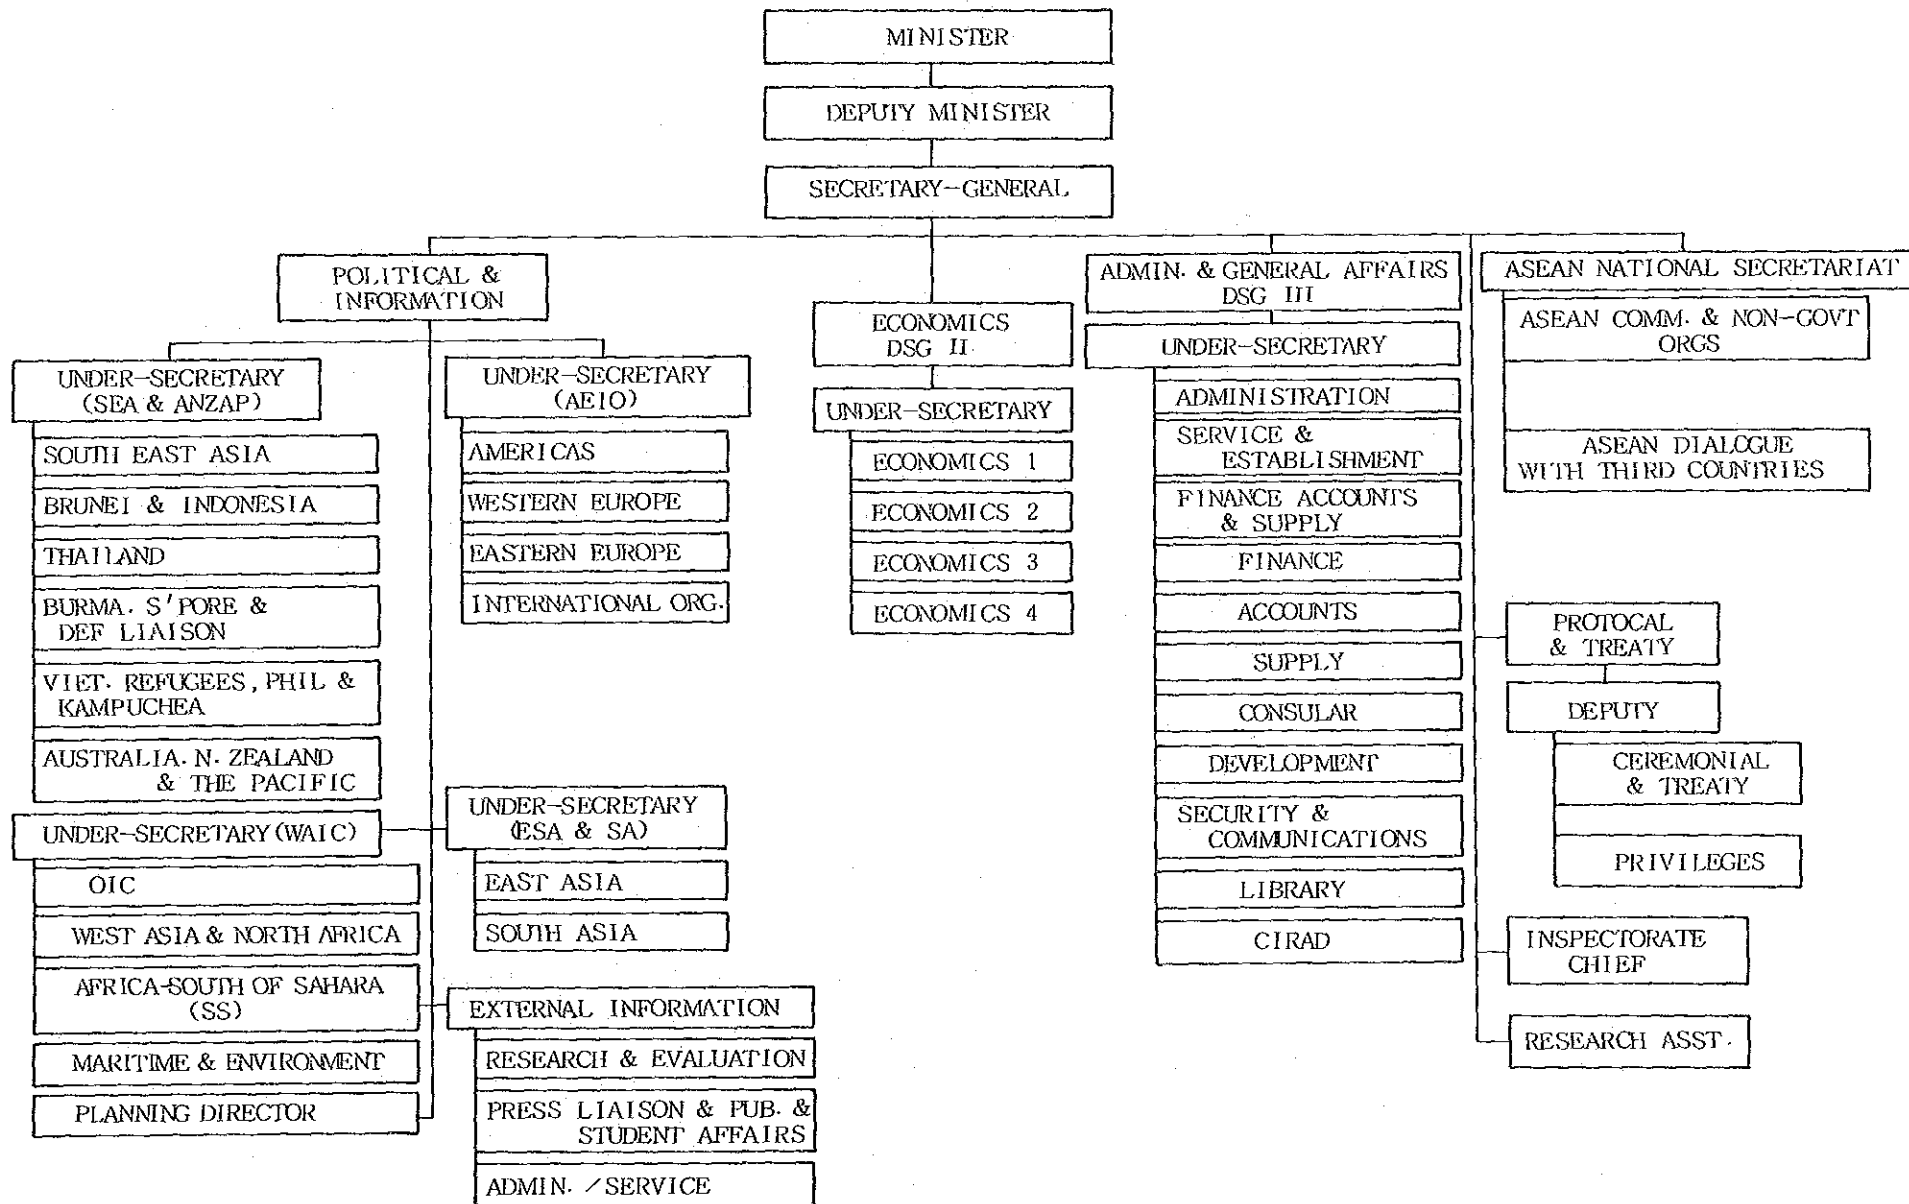 MINISTER
DEPUTY MINISTER
SECRETARY-GENERAL
POLITICAL &
INFORMATION
UNDER-SECRETARY
(SEA & ANZAP)
SOUTH EAST ASIA
BRUNEI & INDONESIA
THAILAND
BURMA. S'PORE &
DEF LIAISON
VIET. REFUGEES, PHIL &
KAMPUCHEA
AUSTRALIA. N. ZEALAND
& THE PACIFIC
UNDER-SECRETARY (WAIC)
OIC
WEST ASIA & NORTH AFRICA
AFRICA-SOUTH OF SAHARA
(SS)
MARITIME & ENVIRONMENT
PLANNING DIRECTOR
UNDER-SECRETARY
(AEIO)
AMERICAS
WESTERN EUROPE
EASTERN EUROPE
INTERNATIONAL ORG.
UNDER-SECRETARY
(ESA & SA)
EAST ASIA
SOUTH ASIA
EXTERNAL INFORMATION
RESEARCH & EVALUATION
PRESS LIAISON & PUB. &
STUDENT AFFAIRS
ADMIN. / SERVICE
ECONOMICS
DSG II
UNDER-SECRETARY
ECONOMICS 1
ECONOMICS 2
ECONOMICS 3
ECONOMICS 4
ADMIN. & GENERAL AFFAIRS
DSG III
UNDER-SECRETARY
ADMINISTRATION
SERVICE &
ESTABLISHMENT
FINANCE ACCOUNTS
& SUPPLY
FINANCE
ACCOUNTS
SUPPLY
CONSULAR
DEVELOPMENT
SECURITY &
COMMUNICATIONS
LIBRARY
CIRAD
ASEAN NATIONAL SECRETARIAT
ASEAN COMM. & NON-GOVT
ORGS
ASEAN DIALOGUE
WITH THIRD COUNTRIES
PROTOCAL
& TREATY
DEPUTY
CEREMONIAL
& TREATY
PRIVILEGES
INSPECTORATE
CHIEF
RESEARCH ASST.